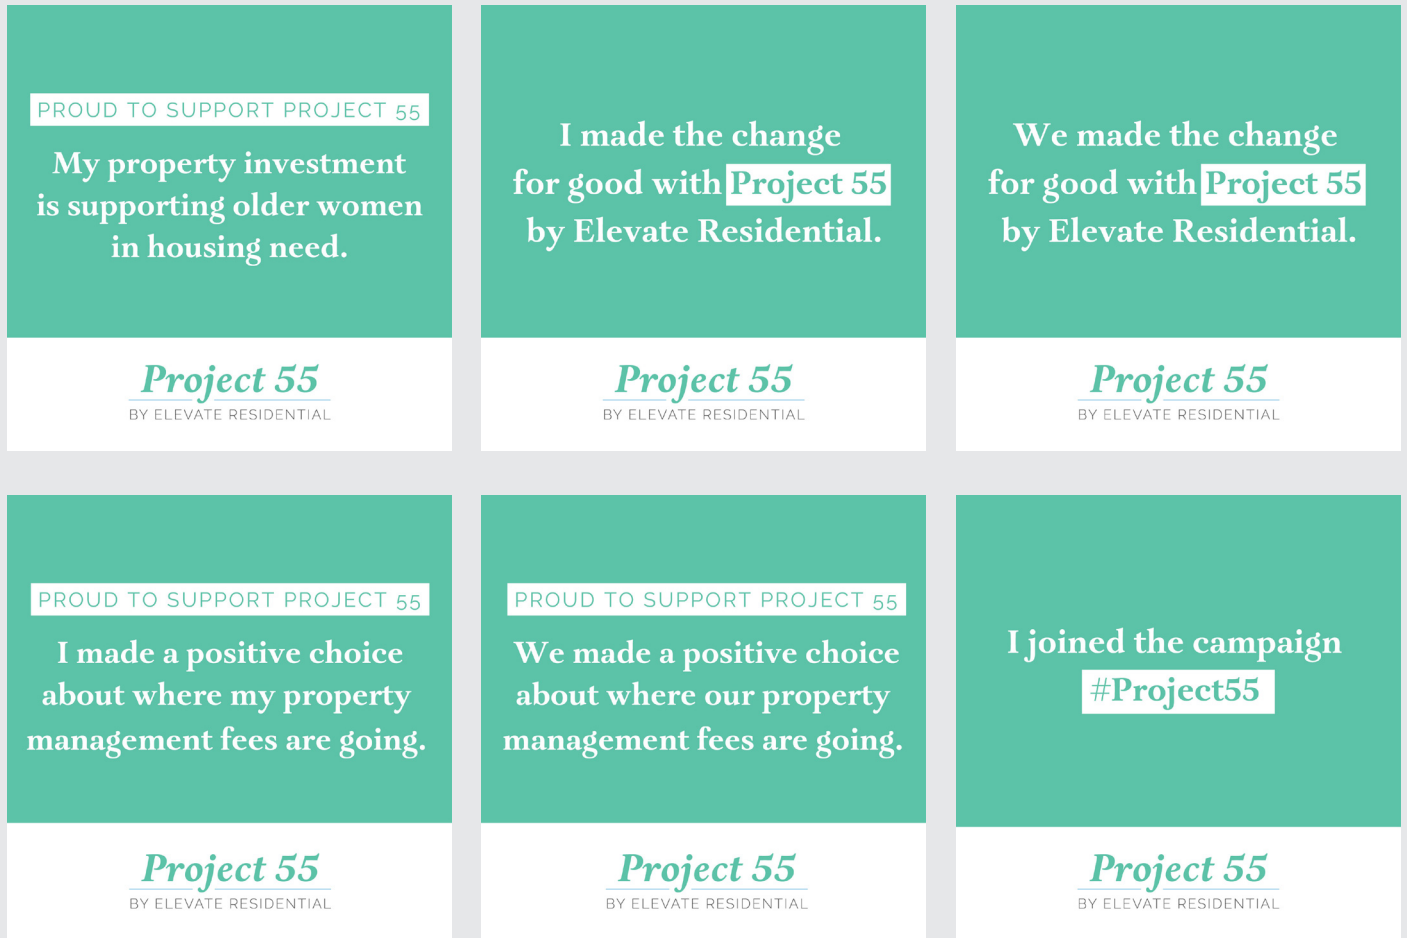 PROUD TO SUPPORT PROJECT 55
My property investment
is supporting older women
in housing need.
Project 55
BY ELEVATE RESIDENTIAL
I made the change
for good with Project 55
by Elevate Residential.
Project 55
BY ELEVATE RESIDENTIAL
We made the change
for good with Project 55
by Elevate Residential.
Project 55
BY ELEVATE RESIDENTIAL
PROUD TO SUPPORT PROJECT 55
I made a positive choice
about where my property
management fees are going.
Project 55
BY ELEVATE RESIDENTIAL
PROUD TO SUPPORT PROJECT 55
We made a positive choice
about where our property
management fees are going.
Project 55
BY ELEVATE RESIDENTIAL
I joined the campaign
#Project55
Project 55
BY ELEVATE RESIDENTIAL